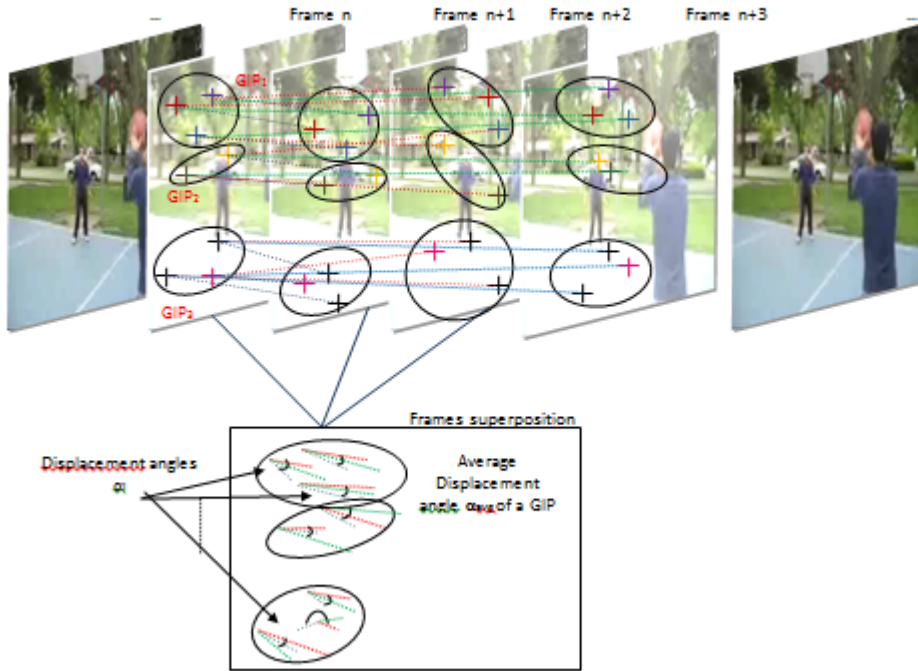 ... Frame n Frame n+1 Frame n+2 Frame n+3 ...
GIP1
GIP2
GIP3
Frames superposition
Displacement angles
αi
Average
Displacement
angle αavg of a GIP